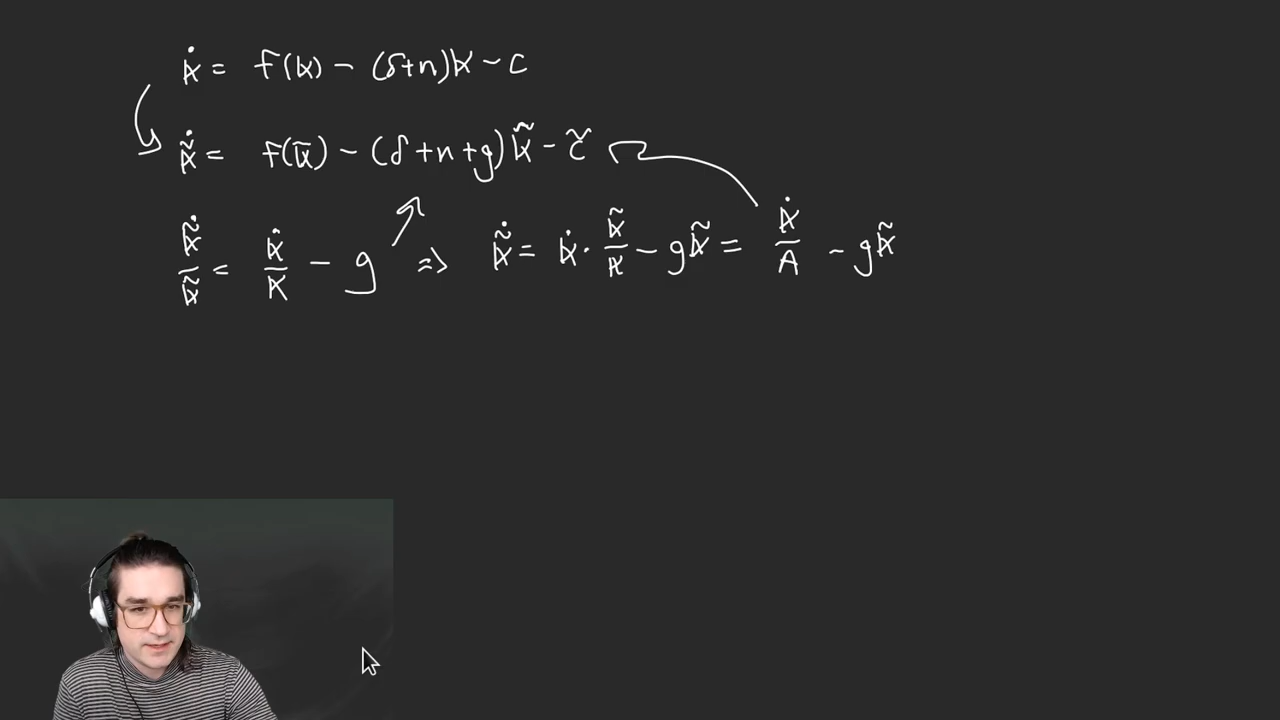 k̇ = f(k) − (δ+n)k − c
k̃̇ = f(k̃) − (δ+n+g)k̃ − c̃
k̃̇/k̃ = k̇/k − g ⇒ k̃̇ = k̇ · k̃/k − gk̃ = k̇/A − gk̃